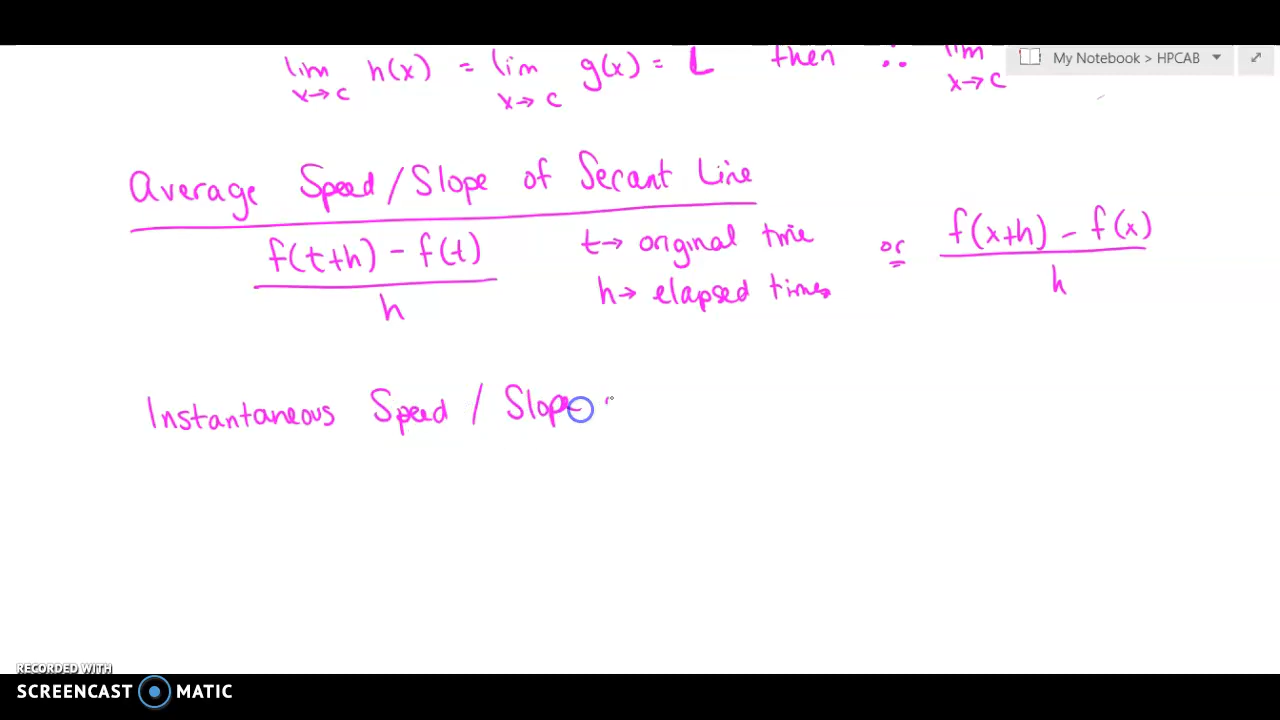 lim h(x) = lim g(x) = L then ∴ lim
x→c x→c x→c
My Notebook > HPCAB
Average Speed/Slope of Secant Line
f(t+h) - f(t)
h
t→ original time
h→ elapsed time
or
f(x+h) - f(x)
h
Instantaneous Speed / Slope
RECORDED WITH
SCREENCAST MATIC